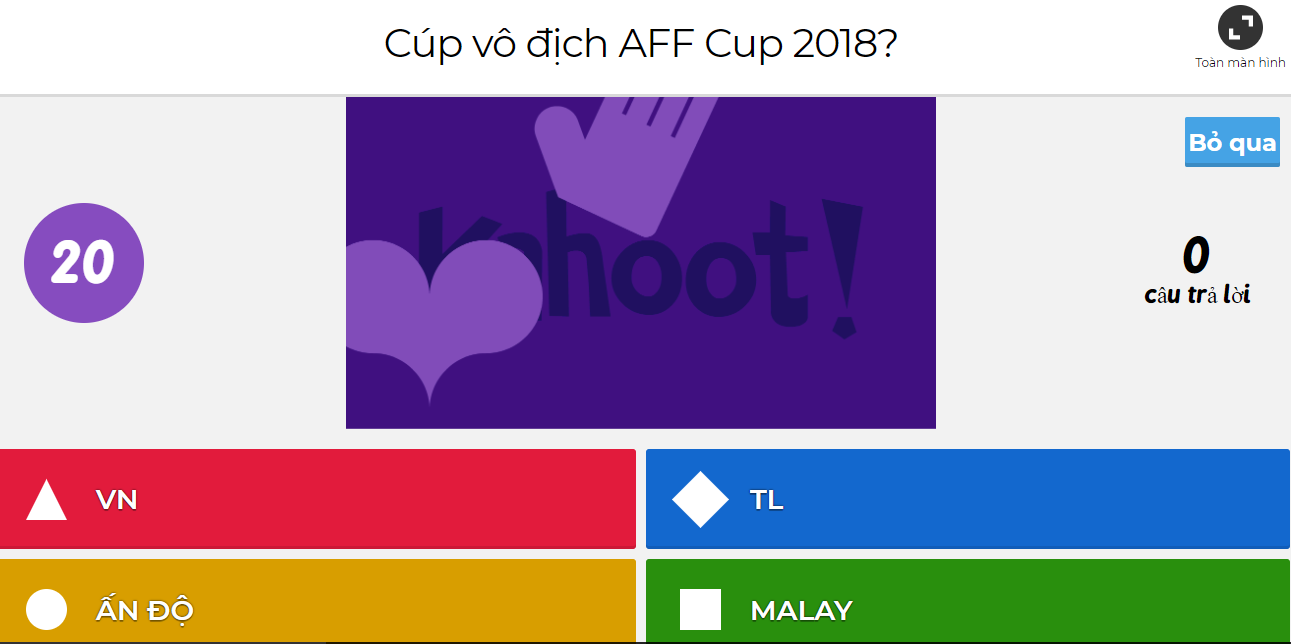 Cúp vô địch AFF Cup 2018?
Toàn màn hình
Bỏ qua
20
Kahoot!
0
câu trả lời
VN
TL
ẤN ĐỘ
MALAY